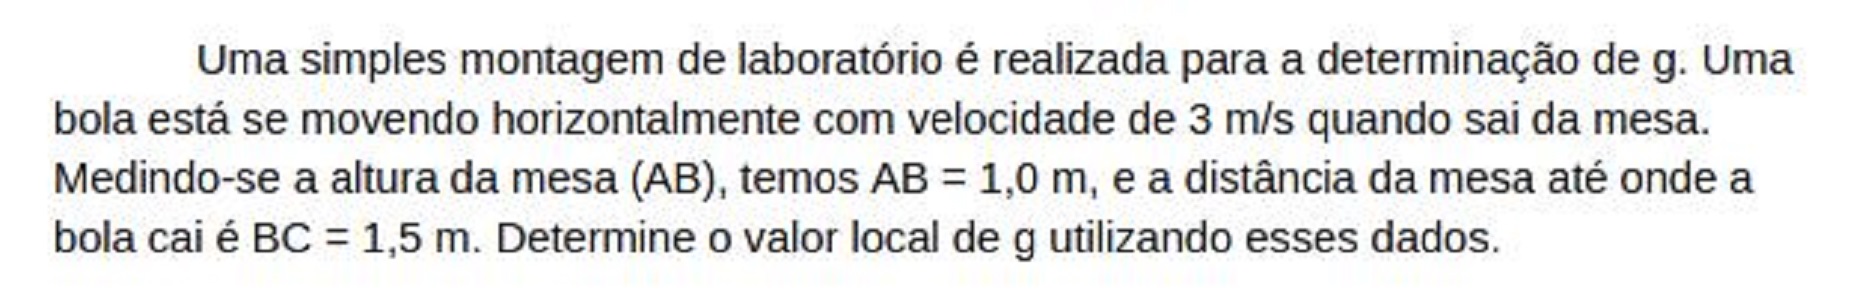 Uma simples montagem de laboratório é realizada para a determinação de g. Uma
bola está se movendo horizontalmente com velocidade de 3 m/s quando sai da mesa.
Medindo-se a altura da mesa (AB), temos AB = 1,0 m, e a distância da mesa até onde a
bola cai é BC = 1,5 m. Determine o valor local de g utilizando esses dados.